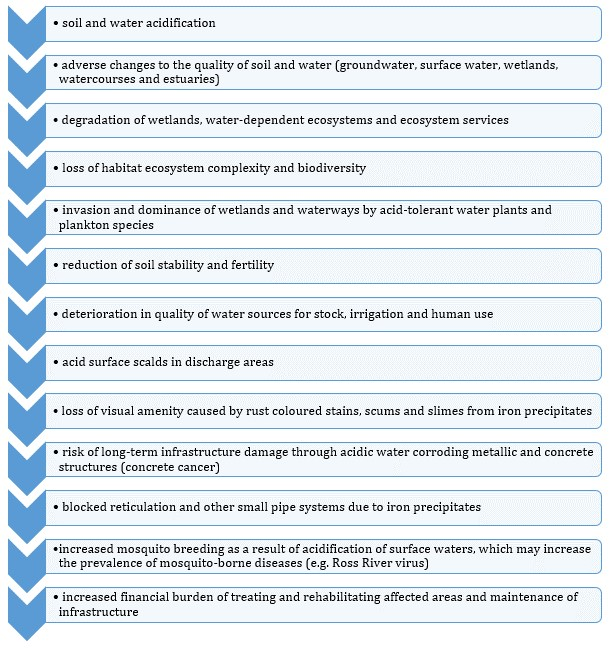 • soil and water acidification
• adverse changes to the quality of soil and water (groundwater, surface water, wetlands,
watercourses and estuaries)
• degradation of wetlands, water-dependent ecosystems and ecosystem services
• loss of habitat ecosystem complexity and biodiversity
• invasion and dominance of wetlands and waterways by acid-tolerant water plants and
plankton species
• reduction of soil stability and fertility
• deterioration in quality of water sources for stock, irrigation and human use
• acid surface scalds in discharge areas
• loss of visual amenity caused by rust coloured stains, scums and slimes from iron precipitates
• risk of long-term infrastructure damage through acidic water corroding metallic and concrete
structures (concrete cancer)
• blocked reticulation and other small pipe systems due to iron precipitates
•increased mosquito breeding as a result of acidification of surface waters, which may increase
the prevalence of mosquito-borne diseases (e.g. Ross River virus)
• increased financial burden of treating and rehabilitating affected areas and maintenance of
infrastructure